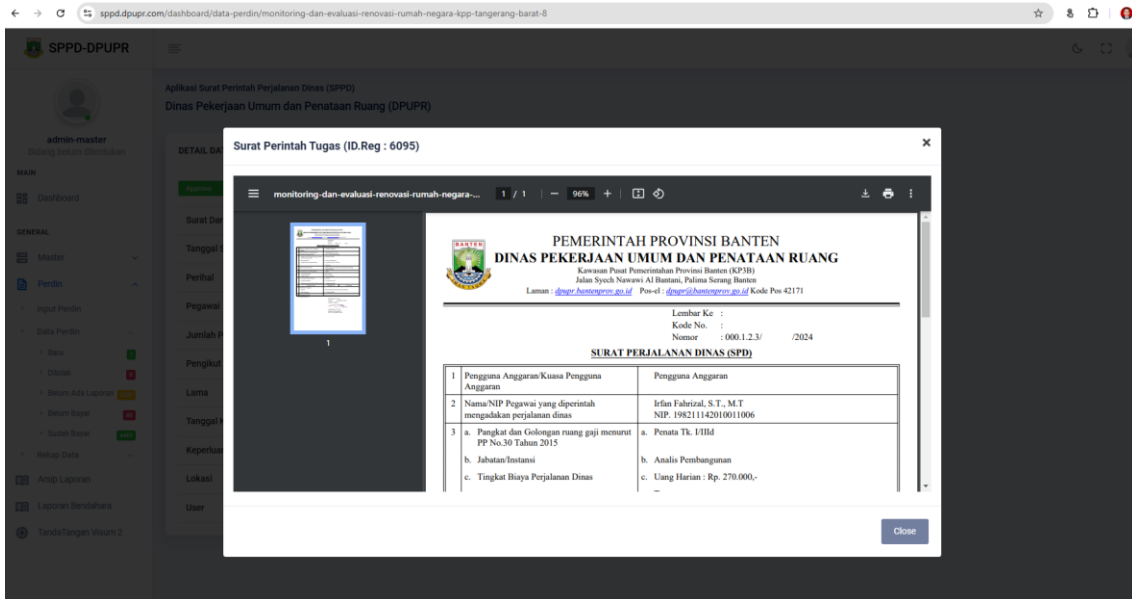 sppd.dpupr.com/dashboard/data-perdin/monitoring-dan-evaluasi-renovasi-rumah-negara-kpp-tangerang-barat-8
SPPD-DPUPR
admin-master
Bidang belum ditentukan
MAIN
Dashboard
GENERAL
Master
Perdin
Input Perdin
Data Perdin
Baru
Ditolak
Belum Ada Laporan
Belum Bayar
Sudah Bayar
Rekap Data
Arsip Laporan
Laporan Bendahara
TandaTangan Visum 2
Aplikasi Surat Perintah Perjalanan Dinas (SPPD)
Dinas Pekerjaan Umum dan Penataan Ruang (DPUPR)
DETAIL DA
Surat Dar
Tanggal S
Perihal
Pegawai
Jumlah P
Pengikut
Lama
Tanggal K
Keperlua
Lokasi
User
Surat Perintah Tugas (ID.Reg : 6095)
×
monitoring-dan-evaluasi-renovasi-rumah-negara-...
1 / 1
96%
1
BANTEN
PEMERINTAH PROVINSI BANTEN
DINAS PEKERJAAN UMUM DAN PENATAAN RUANG
Kawasan Pusat Pemerintahan Provinsi Banten (KP3B)
Jalan Syech Nawawi Al Bantani, Palima Serang Banten
Laman : dpupr.bantenprov.go.id Pos-el : dpupr@bantenprov.go.id Kode Pos 42171
Lembar Ke :
Kode No. :
Nomor : 000.1.2.3/ /2024
SURAT PERJALANAN DINAS (SPD)
1 Pengguna Anggaran/Kuasa Pengguna Anggaran Pengguna Anggaran
2 Nama/NIP Pegawai yang diperintah Irfan Fahrizal, S.T., M.T
mengadakan perjalanan dinas NIP. 198211142010011006
3 a. Pangkat dan Golongan ruang gaji menurut a. Penata Tk. I/IIId
PP No.30 Tahun 2015
b. Jabatan/Instansi b. Analis Pembangunan
c. Tingkat Biaya Perjalanan Dinas c. Uang Harian : Rp. 270.000,-
Close